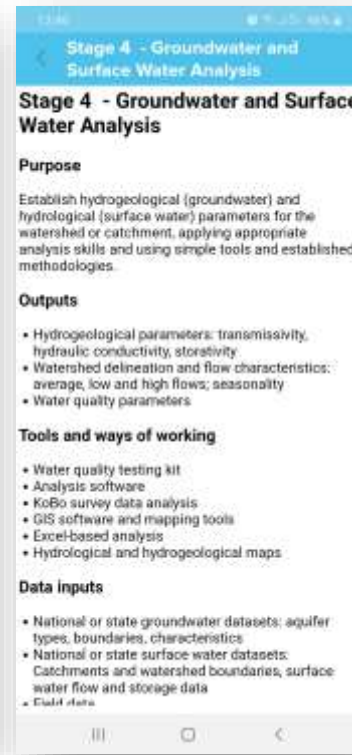 Stage 4 - Groundwater and
Surface Water Analysis
Stage 4 - Groundwater and Surface
Water Analysis
Purpose
Establish hydrogeological (groundwater) and
hydrological (surface water) parameters for the
watershed or catchment, applying appropriate
analysis skills and using simple tools and established
methodologies.
Outputs
• Hydrogeological parameters: transmissivity,
hydraulic conductivity, storativity
• Watershed delineation and flow characteristics:
average, low and high flows; seasonality
• Water quality parameters
Tools and ways of working
• Water quality testing kit
• Analysis software
• KoBo survey data analysis
• GIS software and mapping tools
• Excel-based analysis
• Hydrological and hydrogeological maps
Data inputs
• National or state groundwater datasets: aquifer
types, boundaries, characteristics
• National or state surface water datasets:
Catchments and watershed boundaries, surface
water flow and storage data
• Field data